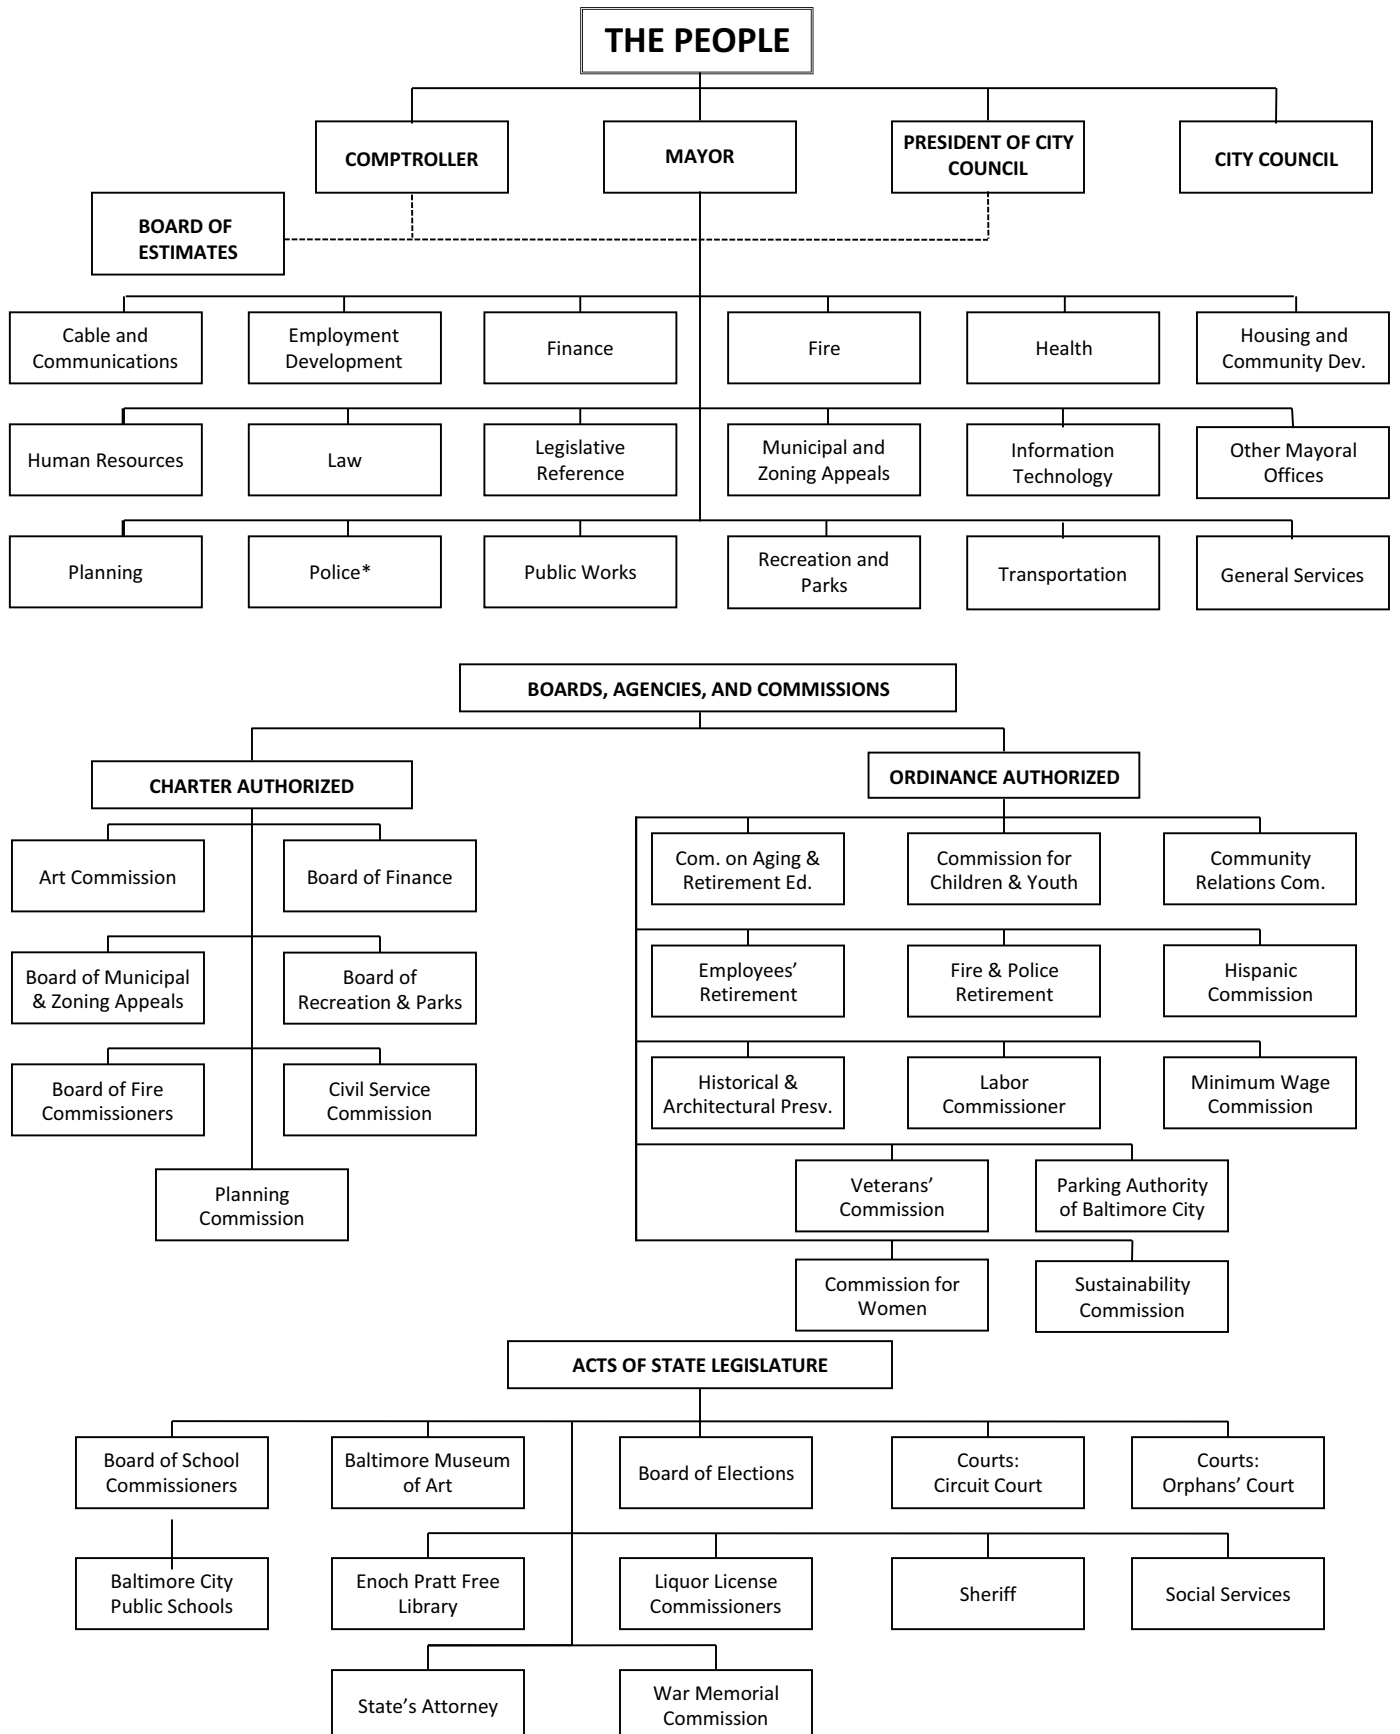 THE PEOPLE
COMPTROLLER
MAYOR
PRESIDENT OF CITY
COUNCIL
CITY COUNCIL
BOARD OF
ESTIMATES
Cable and
Communications
Employment
Development
Finance
Fire
Health
Housing and
Community Dev.
Human Resources
Law
Legislative
Reference
Municipal and
Zoning Appeals
Information
Technology
Other Mayoral
Offices
Planning
Police*
Public Works
Recreation and
Parks
Transportation
General Services
BOARDS, AGENCIES, AND COMMISSIONS
CHARTER AUTHORIZED
Art Commission
Board of Finance
Board of Municipal
& Zoning Appeals
Board of
Recreation & Parks
Board of Fire
Commissioners
Civil Service
Commission
Planning
Commission
ORDINANCE AUTHORIZED
Com. on Aging &
Retirement Ed.
Commission for
Children & Youth
Community
Relations Com.
Employees’
Retirement
Fire & Police
Retirement
Hispanic
Commission
Historical &
Architectural Presv.
Labor
Commissioner
Minimum Wage
Commission
Veterans’
Commission
Parking Authority
of Baltimore City
Commission for
Women
Sustainability
Commission
ACTS OF STATE LEGISLATURE
Board of School
Commissioners
Baltimore Museum
of Art
Board of Elections
Courts:
Circuit Court
Courts:
Orphans’ Court
Baltimore City
Public Schools
Enoch Pratt Free
Library
Liquor License
Commissioners
Sheriff
Social Services
State’s Attorney
War Memorial
Commission